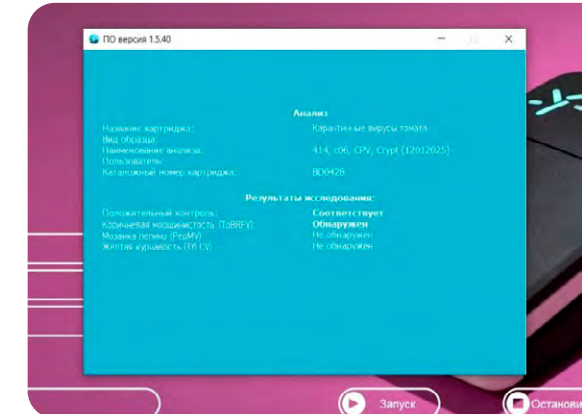 ПО версия 1.5.40
Анализ
Название картриджа: Карантинные вирусы томата
Вид образца:
Наименование анализа: 414, c06, CPV, Crypt (12012025)
Пользователь:
Каталожный номер картриджа: BD042B
Результаты исследования:
Положительный контроль: Соответствует
Коричневая морщинистость (ToBRFV): Обнаружен
Мозаика пепино (PepMV) Не обнаружен
Желтая курчавость (TYLCV) Не обнаружен
Запуск
Останови